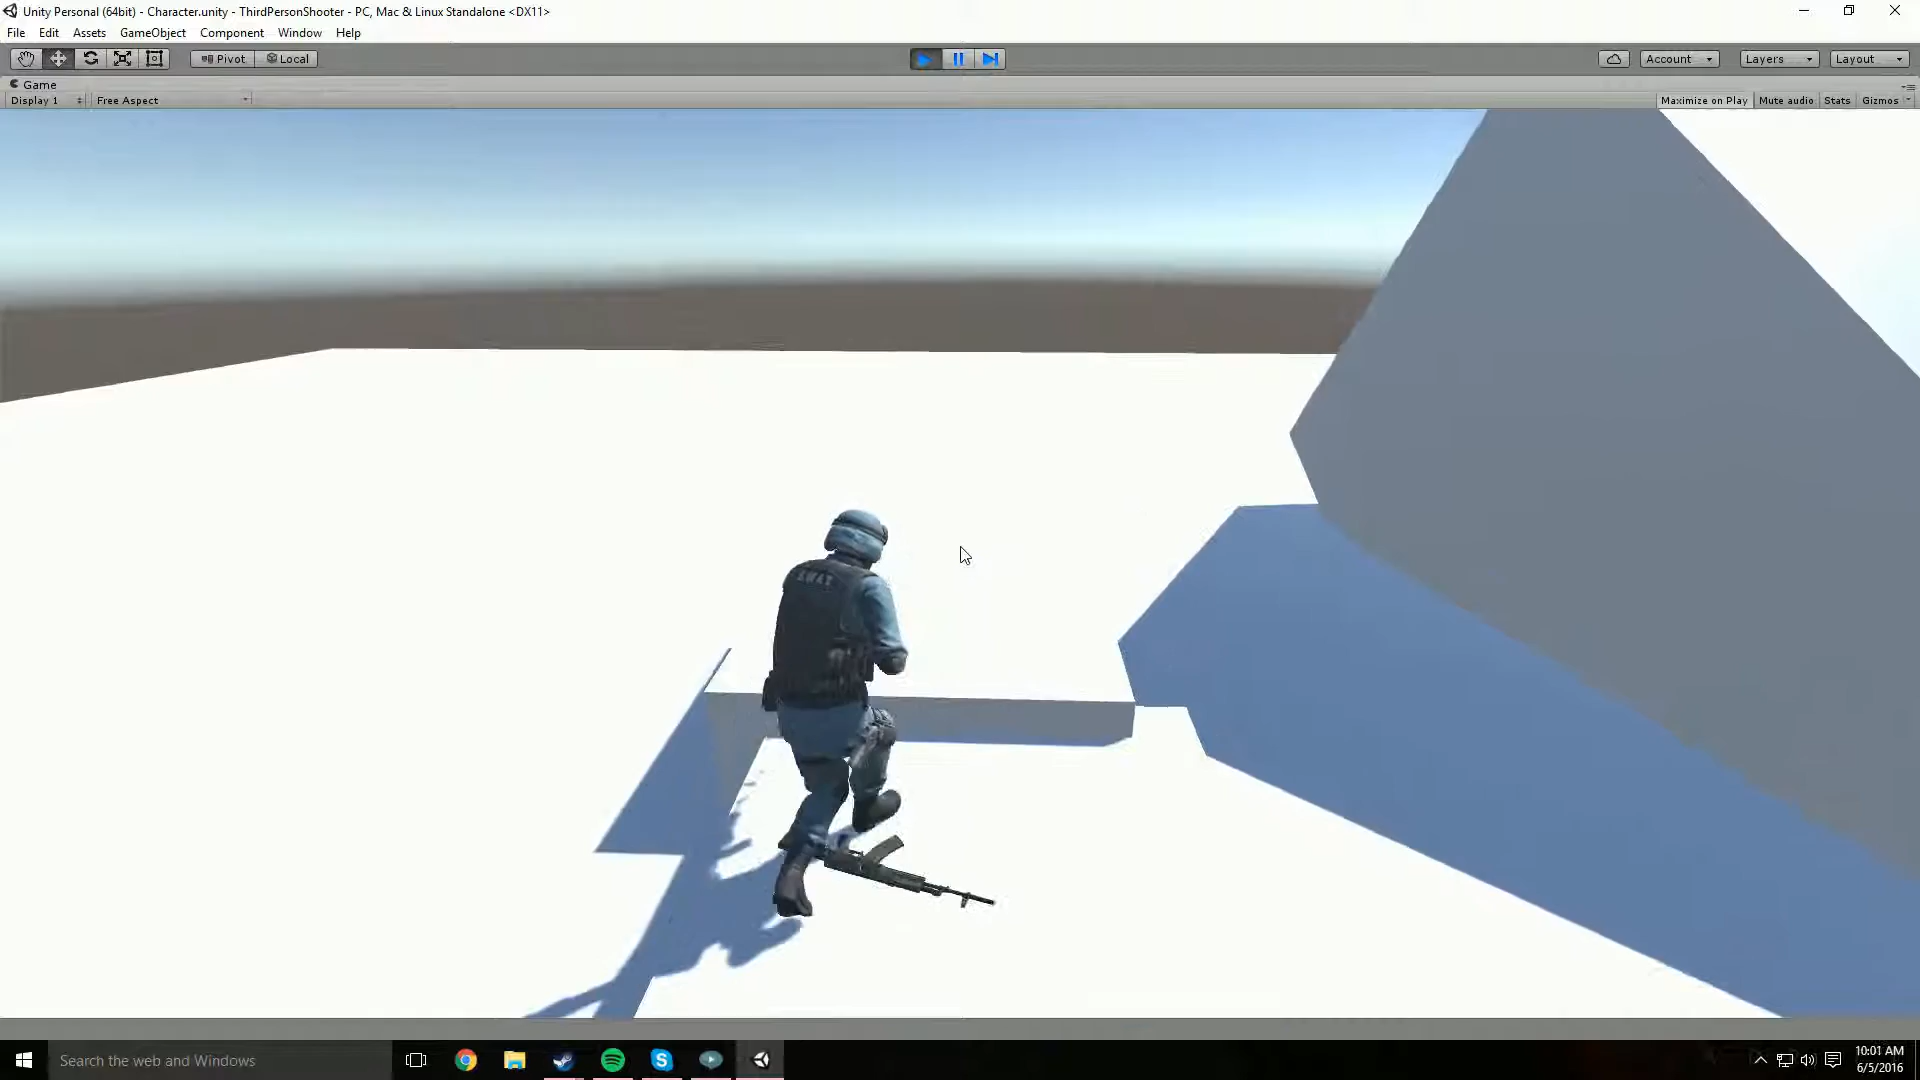 Unity Personal (64bit) - Character.unity - ThirdPersonShooter - PC, Mac & Linux Standalone <DX11>
File Edit Assets GameObject Component Window Help
Pivot Local Account Layers Layout
Game
Display 1 Free Aspect Maximize on Play Mute audio Stats Gizmos
SWAT
Search the web and Windows
10:01 AM
6/5/2016